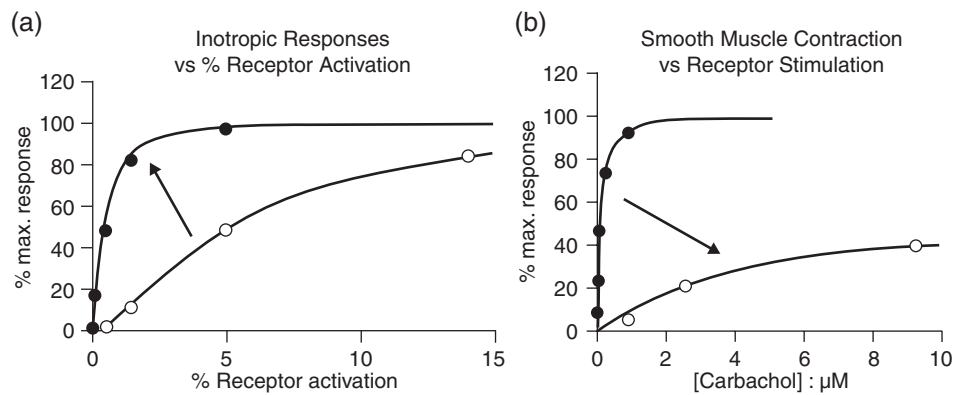 (a)
Inotropic Responses
vs % Receptor Activation
% max. response
120
100
80
60
40
20
0
0 5 10 15
% Receptor activation
(b)
Smooth Muscle Contraction
vs Receptor Stimulation
% max. response
120
100
80
60
40
20
0
0 2 4 6 8 10
[Carbachol] : μM